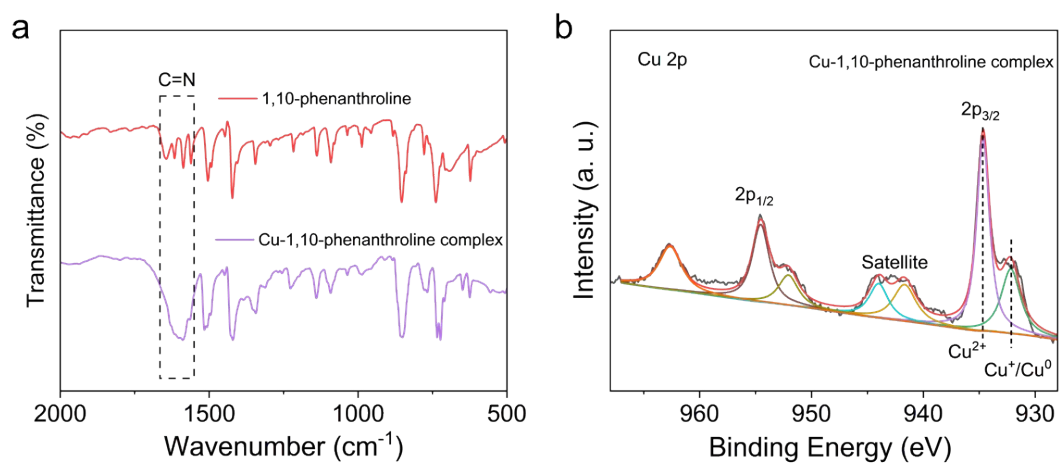 a
C=N
1,10-phenanthroline
Cu-1,10-phenanthroline complex
Transmittance (%)
2000 1500 1000 500
Wavenumber (cm⁻¹)
b
Cu 2p
Cu-1,10-phenanthroline complex
2p₃/₂
2p₁/₂
Satellite
Cu²⁺
Cu⁺/Cu⁰
Intensity (a. u.)
960 950 940 930
Binding Energy (eV)